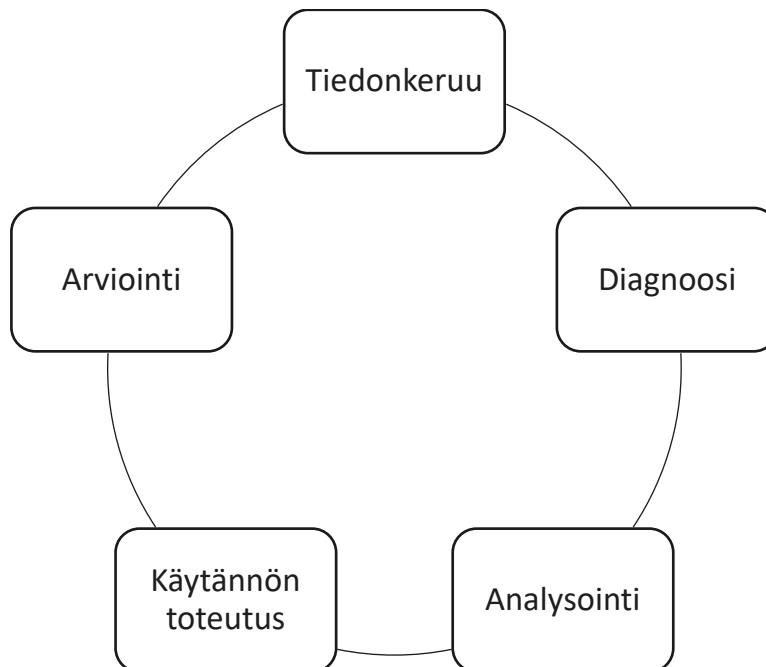 Tiedonkeruu
Diagnoosi
Analysointi
Käytännön
toteutus
Arviointi